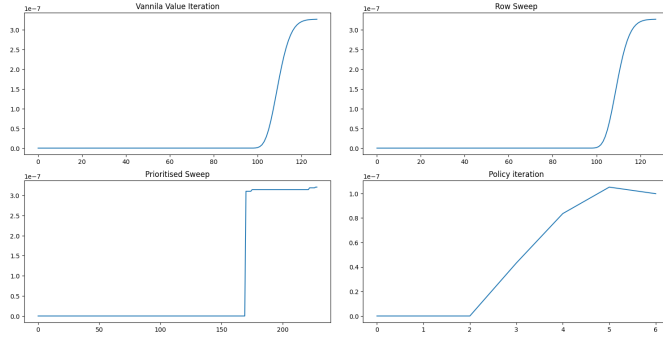 Vannila Value Iteration
1e−7
3.0
2.5
2.0
1.5
1.0
0.5
0.0
0 20 40 60 80 100 120
Row Sweep
1e−7
3.0
2.5
2.0
1.5
1.0
0.5
0.0
0 20 40 60 80 100 120
Prioritised Sweep
1e−7
3.0
2.5
2.0
1.5
1.0
0.5
0.0
0 50 100 150 200
Policy iteration
1e−7
1.0
0.8
0.6
0.4
0.2
0.0
0 1 2 3 4 5 6